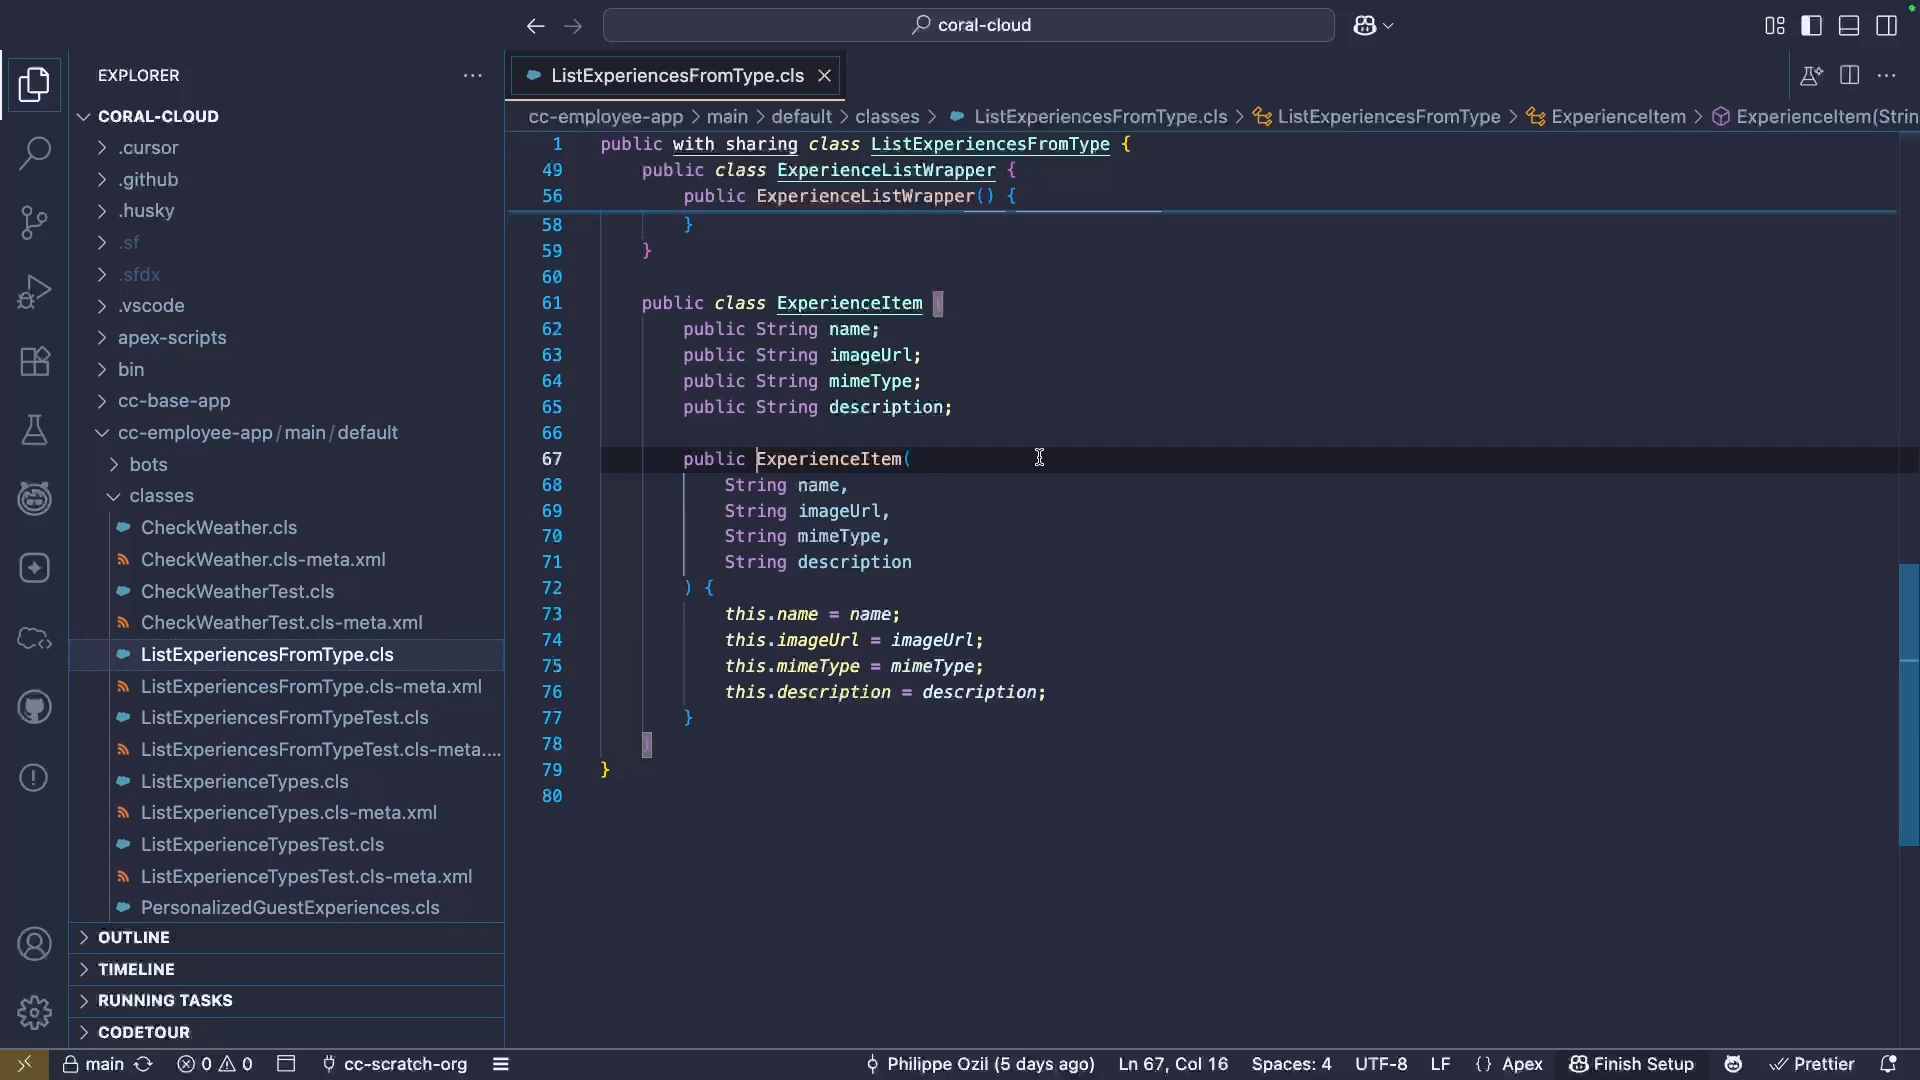 coral-cloud
EXPLORER
CORAL-CLOUD
.cursor
.github
.husky
.sf
.sfdx
.vscode
apex-scripts
bin
cc-base-app
cc-employee-app/main/default
bots
classes
CheckWeather.cls
CheckWeather.cls-meta.xml
CheckWeatherTest.cls
CheckWeatherTest.cls-meta.xml
ListExperiencesFromType.cls
ListExperiencesFromType.cls-meta.xml
ListExperiencesFromTypeTest.cls
ListExperiencesFromTypeTest.cls-meta....
ListExperienceTypes.cls
ListExperienceTypes.cls-meta.xml
ListExperienceTypesTest.cls
ListExperienceTypesTest.cls-meta.xml
PersonalizedGuestExperiences.cls
OUTLINE
TIMELINE
RUNNING TASKS
CODETOUR
ListExperiencesFromType.cls
cc-employee-app > main > default > classes > ListExperiencesFromType.cls > ListExperiencesFromType > ExperienceItem > ExperienceItem(Strin
1 public with sharing class ListExperiencesFromType {
49 public class ExperienceListWrapper {
56 public ExperienceListWrapper() {
58 }
59 }
60
61 public class ExperienceItem {
62 public String name;
63 public String imageUrl;
64 public String mimeType;
65 public String description;
66
67 public ExperienceItem(
68 String name,
69 String imageUrl,
70 String mimeType,
71 String description
72 ) {
73 this.name = name;
74 this.imageUrl = imageUrl;
75 this.mimeType = mimeType;
76 this.description = description;
77 }
78 }
79 }
80
main 0 0 cc-scratch-org Philippe Ozil (5 days ago) Ln 67, Col 16 Spaces: 4 UTF-8 LF {} Apex Finish Setup Prettier